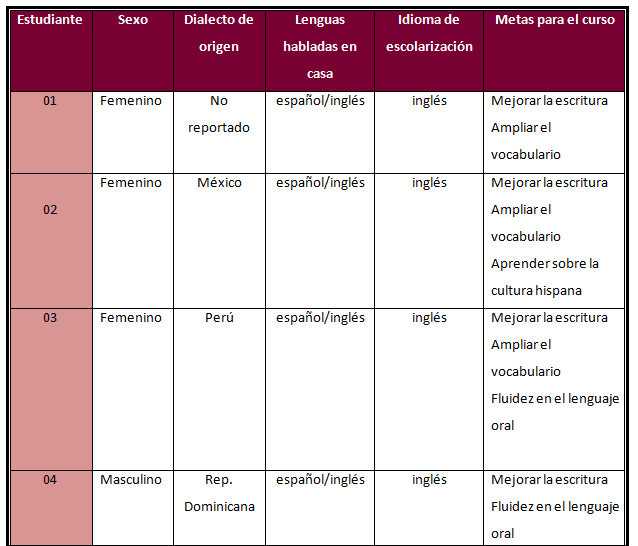 Estudiante
Sexo
Dialecto de
origen
Lenguas
habladas en
casa
Idioma de
escolarización
Metas para el curso
01
Femenino
No
reportado
español/inglés
inglés
Mejorar la escritura
Ampliar el
vocabulario
02
Femenino
México
español/inglés
inglés
Mejorar la escritura
Ampliar el
vocabulario
Aprender sobre la
cultura hispana
03
Femenino
Perú
español/inglés
inglés
Mejorar la escritura
Ampliar el
vocabulario
Fluidez en el lenguaje
oral
04
Masculino
Rep.
Dominicana
español/inglés
inglés
Mejorar la escritura
Fluidez en el lenguaje
oral